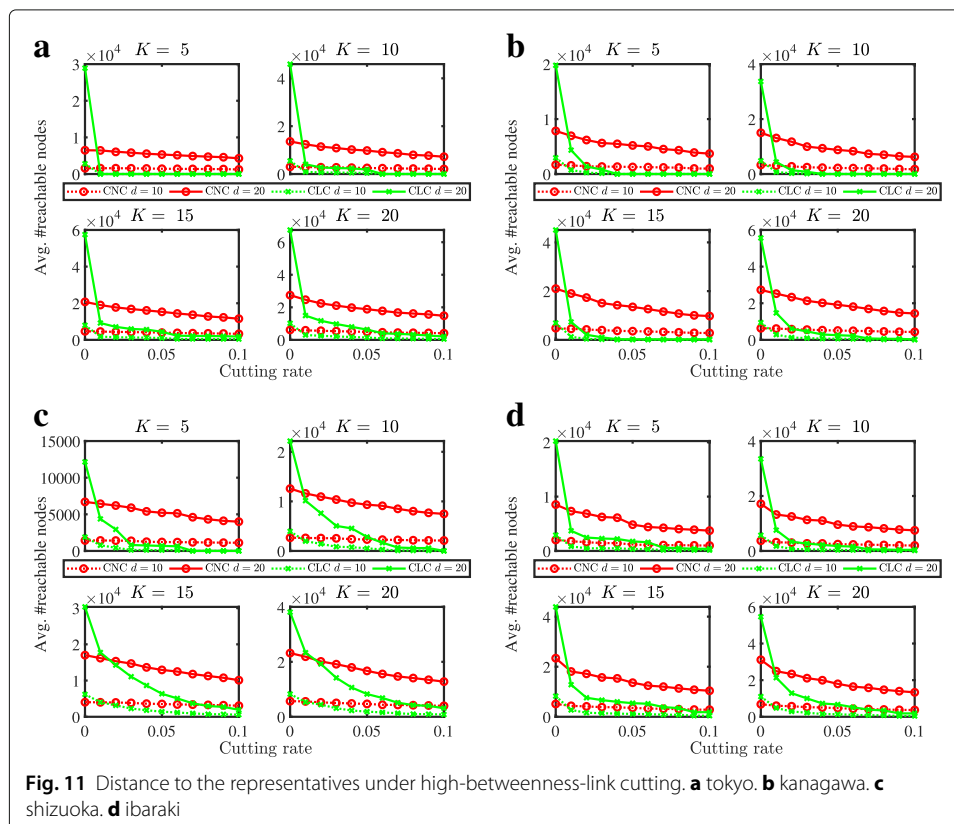 a
×10⁴ K = 5
3
2
1
0
×10⁴ K = 10
4
2
0
Avg. #reachable nodes
CNC d = 10 CNC d = 20 CLC d = 10 CLC d = 20
×10⁴ K = 15
6
4
2
0
0 0.05 0.1
×10⁴ K = 20
6
4
2
0
0 0.05 0.1
Cutting rate
b
×10⁴ K = 5
2
1
0
×10⁴ K = 10
4
2
0
Avg. #reachable nodes
CNC d = 10 CNC d = 20 CLC d = 10 CLC d = 20
×10⁴ K = 15
4
2
0
0 0.05 0.1
×10⁴ K = 20
6
4
2
0
0 0.05 0.1
Cutting rate
c
K = 5
15000
10000
5000
0
×10⁴ K = 10
2
1
0
Avg. #reachable nodes
CNC d = 10 CNC d = 20 CLC d = 10 CLC d = 20
×10⁴ K = 15
3
2
1
0
0 0.05 0.1
×10⁴ K = 20
4
2
0
0 0.05 0.1
Cutting rate
d
×10⁴ K = 5
2
1
0
×10⁴ K = 10
4
2
0
Avg. #reachable nodes
CNC d = 10 CNC d = 20 CLC d = 10 CLC d = 20
×10⁴ K = 15
4
2
0
0 0.05 0.1
×10⁴ K = 20
4
2
0
0 0.05 0.1
Cutting rate
Fig. 11 Distance to the representatives under high-betweenness-link cutting. a tokyo. b kanagawa. c
shizuoka. d ibaraki